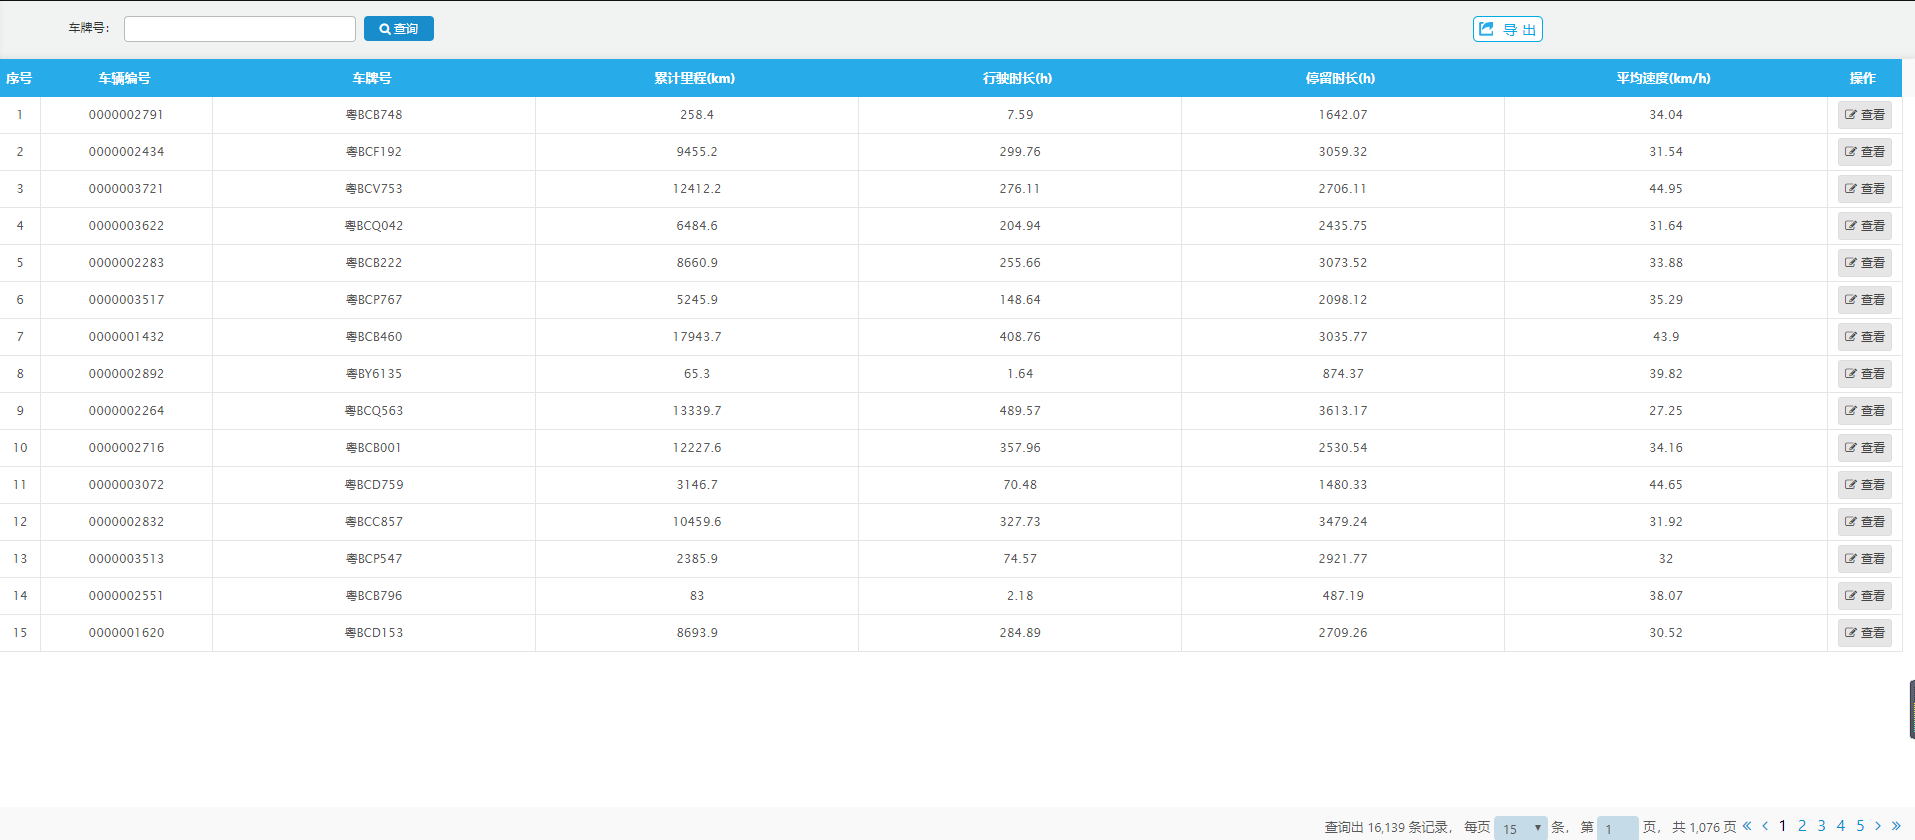 车牌号： 查询 导 出
序号 车辆编号 车牌号 累计里程(km) 行驶时长(h) 停留时长(h) 平均速度(km/h) 操作
1 0000002791 粤BCB748 258.4 7.59 1642.07 34.04 查看
2 0000002434 粤BCF192 9455.2 299.76 3059.32 31.54 查看
3 0000003721 粤BCV753 12412.2 276.11 2706.11 44.95 查看
4 0000003622 粤BCQ042 6484.6 204.94 2435.75 31.64 查看
5 0000002283 粤BCB222 8660.9 255.66 3073.52 33.88 查看
6 0000003517 粤BCP767 5245.9 148.64 2098.12 35.29 查看
7 0000001432 粤BCB460 17943.7 408.76 3035.77 43.9 查看
8 0000002892 粤BY6135 65.3 1.64 874.37 39.82 查看
9 0000002264 粤BCQ563 13339.7 489.57 3613.17 27.25 查看
10 0000002716 粤BCB001 12227.6 357.96 2530.54 34.16 查看
11 0000003072 粤BCD759 3146.7 70.48 1480.33 44.65 查看
12 0000002832 粤BCC857 10459.6 327.73 3479.24 31.92 查看
13 0000003513 粤BCP547 2385.9 74.57 2921.77 32 查看
14 0000002551 粤BCB796 83 2.18 487.19 38.07 查看
15 0000001620 粤BCD153 8693.9 284.89 2709.26 30.52 查看
查询出 16,139 条记录， 每页 15 条， 第 1 页， 共 1,076 页 « ‹ 1 2 3 4 5 › »